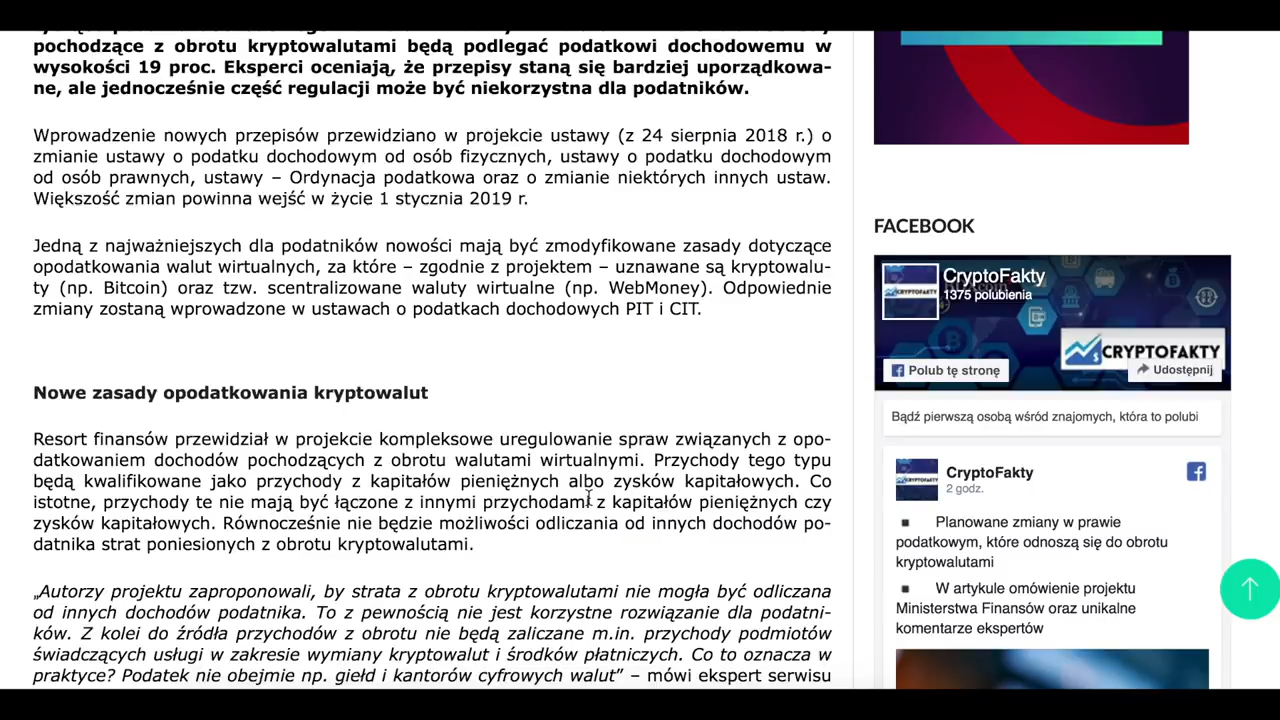 pochodzące z obrotu kryptowalutami będą podlegać podatkowi dochodowemu w
wysokości 19 proc. Eksperci oceniają, że przepisy staną się bardziej uporządkowa-
ne, ale jednocześnie część regulacji może być niekorzystna dla podatników.
Wprowadzenie nowych przepisów przewidziano w projekcie ustawy (z 24 sierpnia 2018 r.) o
zmianie ustawy o podatku dochodowym od osób fizycznych, ustawy o podatku dochodowym
od osób prawnych, ustawy – Ordynacja podatkowa oraz o zmianie niektórych innych ustaw.
Większość zmian powinna wejść w życie 1 stycznia 2019 r.
Jedną z najważniejszych dla podatników nowości mają być zmodyfikowane zasady dotyczące
opodatkowania walut wirtualnych, za które – zgodnie z projektem – uznawane są kryptowalu-
ty (np. Bitcoin) oraz tzw. scentralizowane waluty wirtualne (np. WebMoney). Odpowiednie
zmiany zostaną wprowadzone w ustawach o podatkach dochodowych PIT i CIT.
Nowe zasady opodatkowania kryptowalut
Resort finansów przewidział w projekcie kompleksowe uregulowanie spraw związanych z opo-
datkowaniem dochodów pochodzących z obrotu walutami wirtualnymi. Przychody tego typu
będą kwalifikowane jako przychody z kapitałów pieniężnych albo zysków kapitałowych. Co
istotne, przychody te nie mają być łączone z innymi przychodami z kapitałów pieniężnych czy
zysków kapitałowych. Równocześnie nie będzie możliwości odliczania od innych dochodów po-
datnika strat poniesionych z obrotu kryptowalutami.
„Autorzy projektu zaproponowali, by strata z obrotu kryptowalutami nie mogła być odliczana
od innych dochodów podatnika. To z pewnością nie jest korzystne rozwiązanie dla podatni-
ków. Z kolei do źródła przychodów z obrotu nie będą zaliczane m.in. przychody podmiotów
świadczących usługi w zakresie wymiany kryptowalut i środków płatniczych. Co to oznacza w
praktyce? Podatek nie obejmie np. giełd i kantorów cyfrowych walut” – mówi ekspert serwisu
FACEBOOK
CRYPTOFAKTY
CryptoFakty
1375 polubienia
CRYPTOFAKTY
Polub tę stronę
Udostępnij
Bądź pierwszą osobą wśród znajomych, która to polubi
CryptoFakty
2 godz.
▪ Planowane zmiany w prawie
podatkowym, które odnoszą się do obrotu
kryptowalutami
▪ W artykule omówienie projektu
Ministerstwa Finansów oraz unikalne
komentarze ekspertów